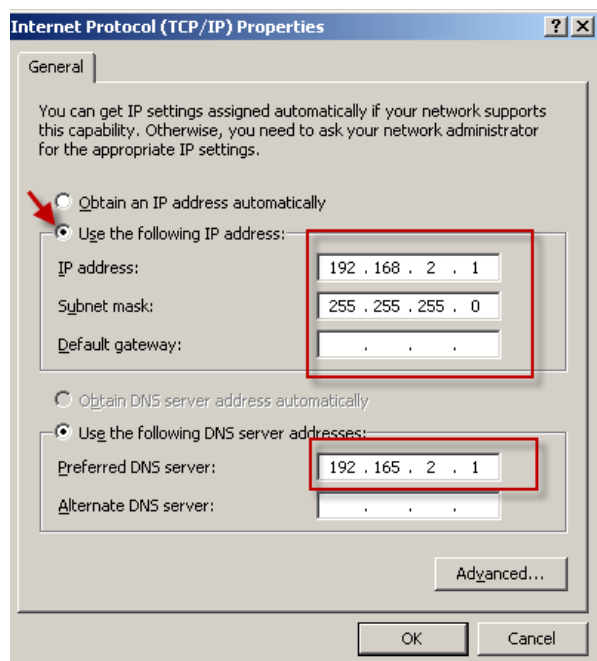 Internet Protocol (TCP/IP) Properties
General
You can get IP settings assigned automatically if your network supports
this capability. Otherwise, you need to ask your network administrator
for the appropriate IP settings.
Obtain an IP address automatically
Use the following IP address:
IP address: 192 . 168 . 2 . 1
Subnet mask: 255 . 255 . 255 . 0
Default gateway: . . .
Obtain DNS server address automatically
Use the following DNS server addresses:
Preferred DNS server: 192 . 165 . 2 . 1
Alternate DNS server: . . .
Advanced...
OK Cancel